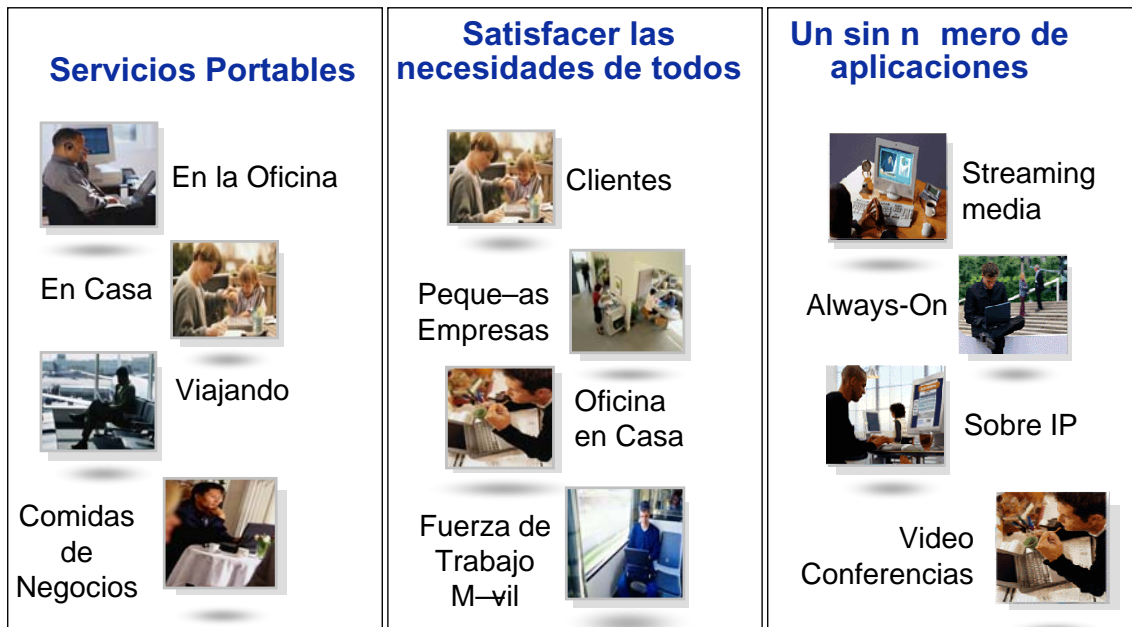 Servicios Portables
En la Oficina
En Casa
Viajando
Comidas
de
Negocios
Satisfacer las
necesidades de todos
Clientes
Peque–as
Empresas
Oficina
en Casa
Fuerza de
Trabajo
M—vil
Un sin n mero de
aplicaciones
Streaming
media
Always-On
Sobre IP
Video
Conferencias